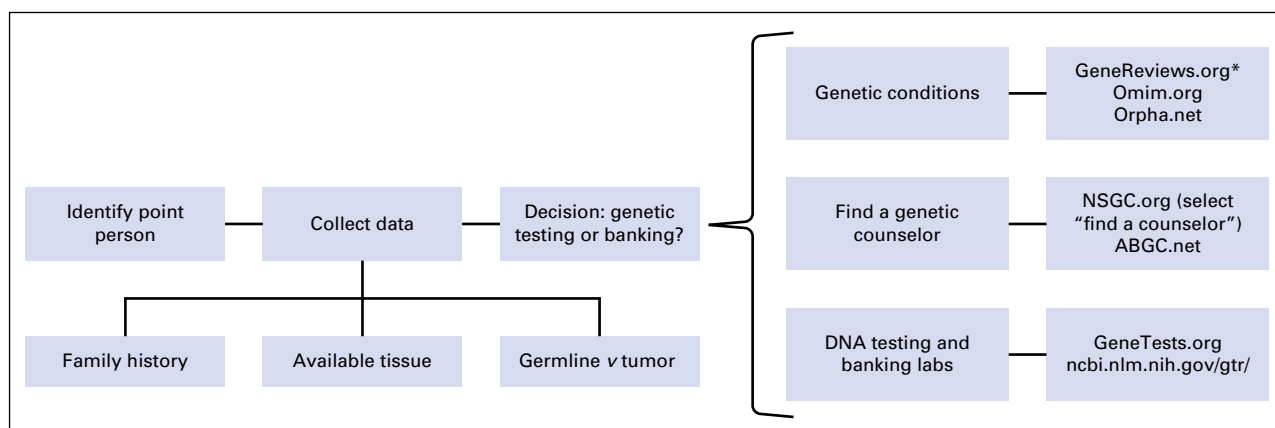 Identify point
person
Collect data
Decision: genetic
testing or banking?
Family history
Available tissue
Germline v tumor
Genetic conditions
GeneReviews.org*
Omim.org
Orpha.net
Find a genetic
counselor
NSGC.org (select
“find a counselor”)
ABGC.net
DNA testing and
banking labs
GeneTests.org
ncbi.nlm.nih.gov/gtr/